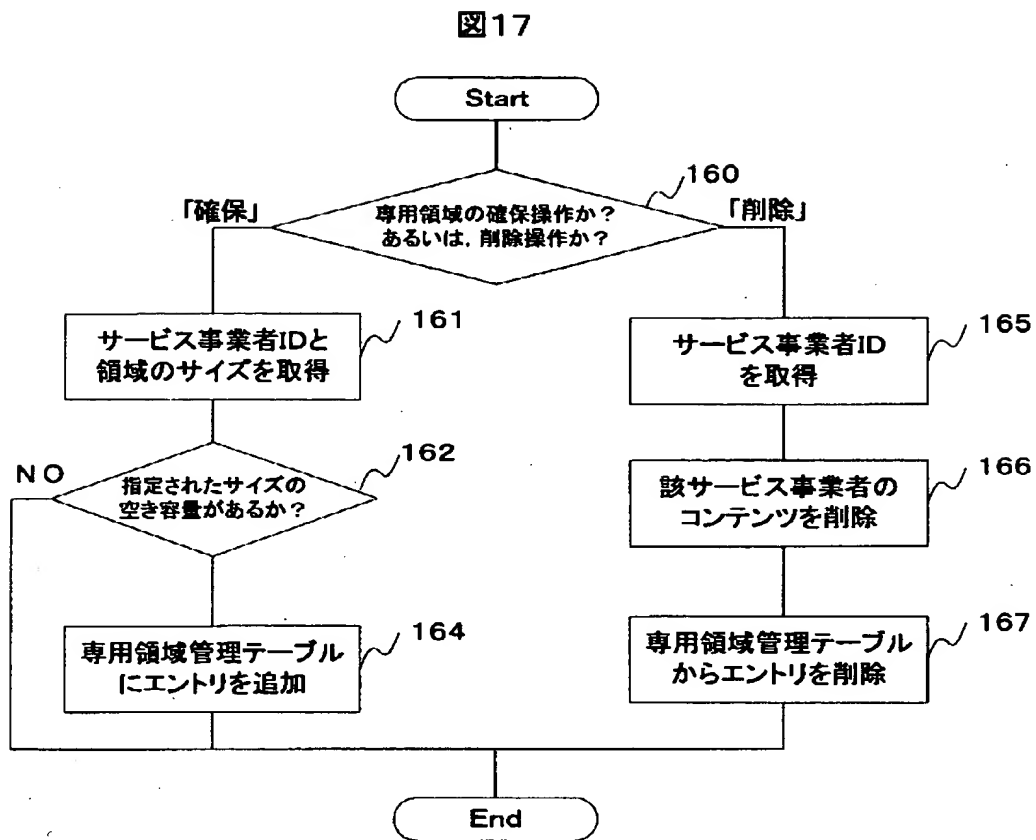 図17
Start
160
「確保」
専用領域の確保操作か?
あるいは,削除操作か?
「削除」
161
サービス事業者IDと
領域のサイズを取得
165
サービス事業者ID
を取得
NO
162
指定されたサイズの
空き容量があるか?
166
該サービス事業者の
コンテンツを削除
164
専用領域管理テーブル
にエントリを追加
167
専用領域管理テーブル
からエントリを削除
End